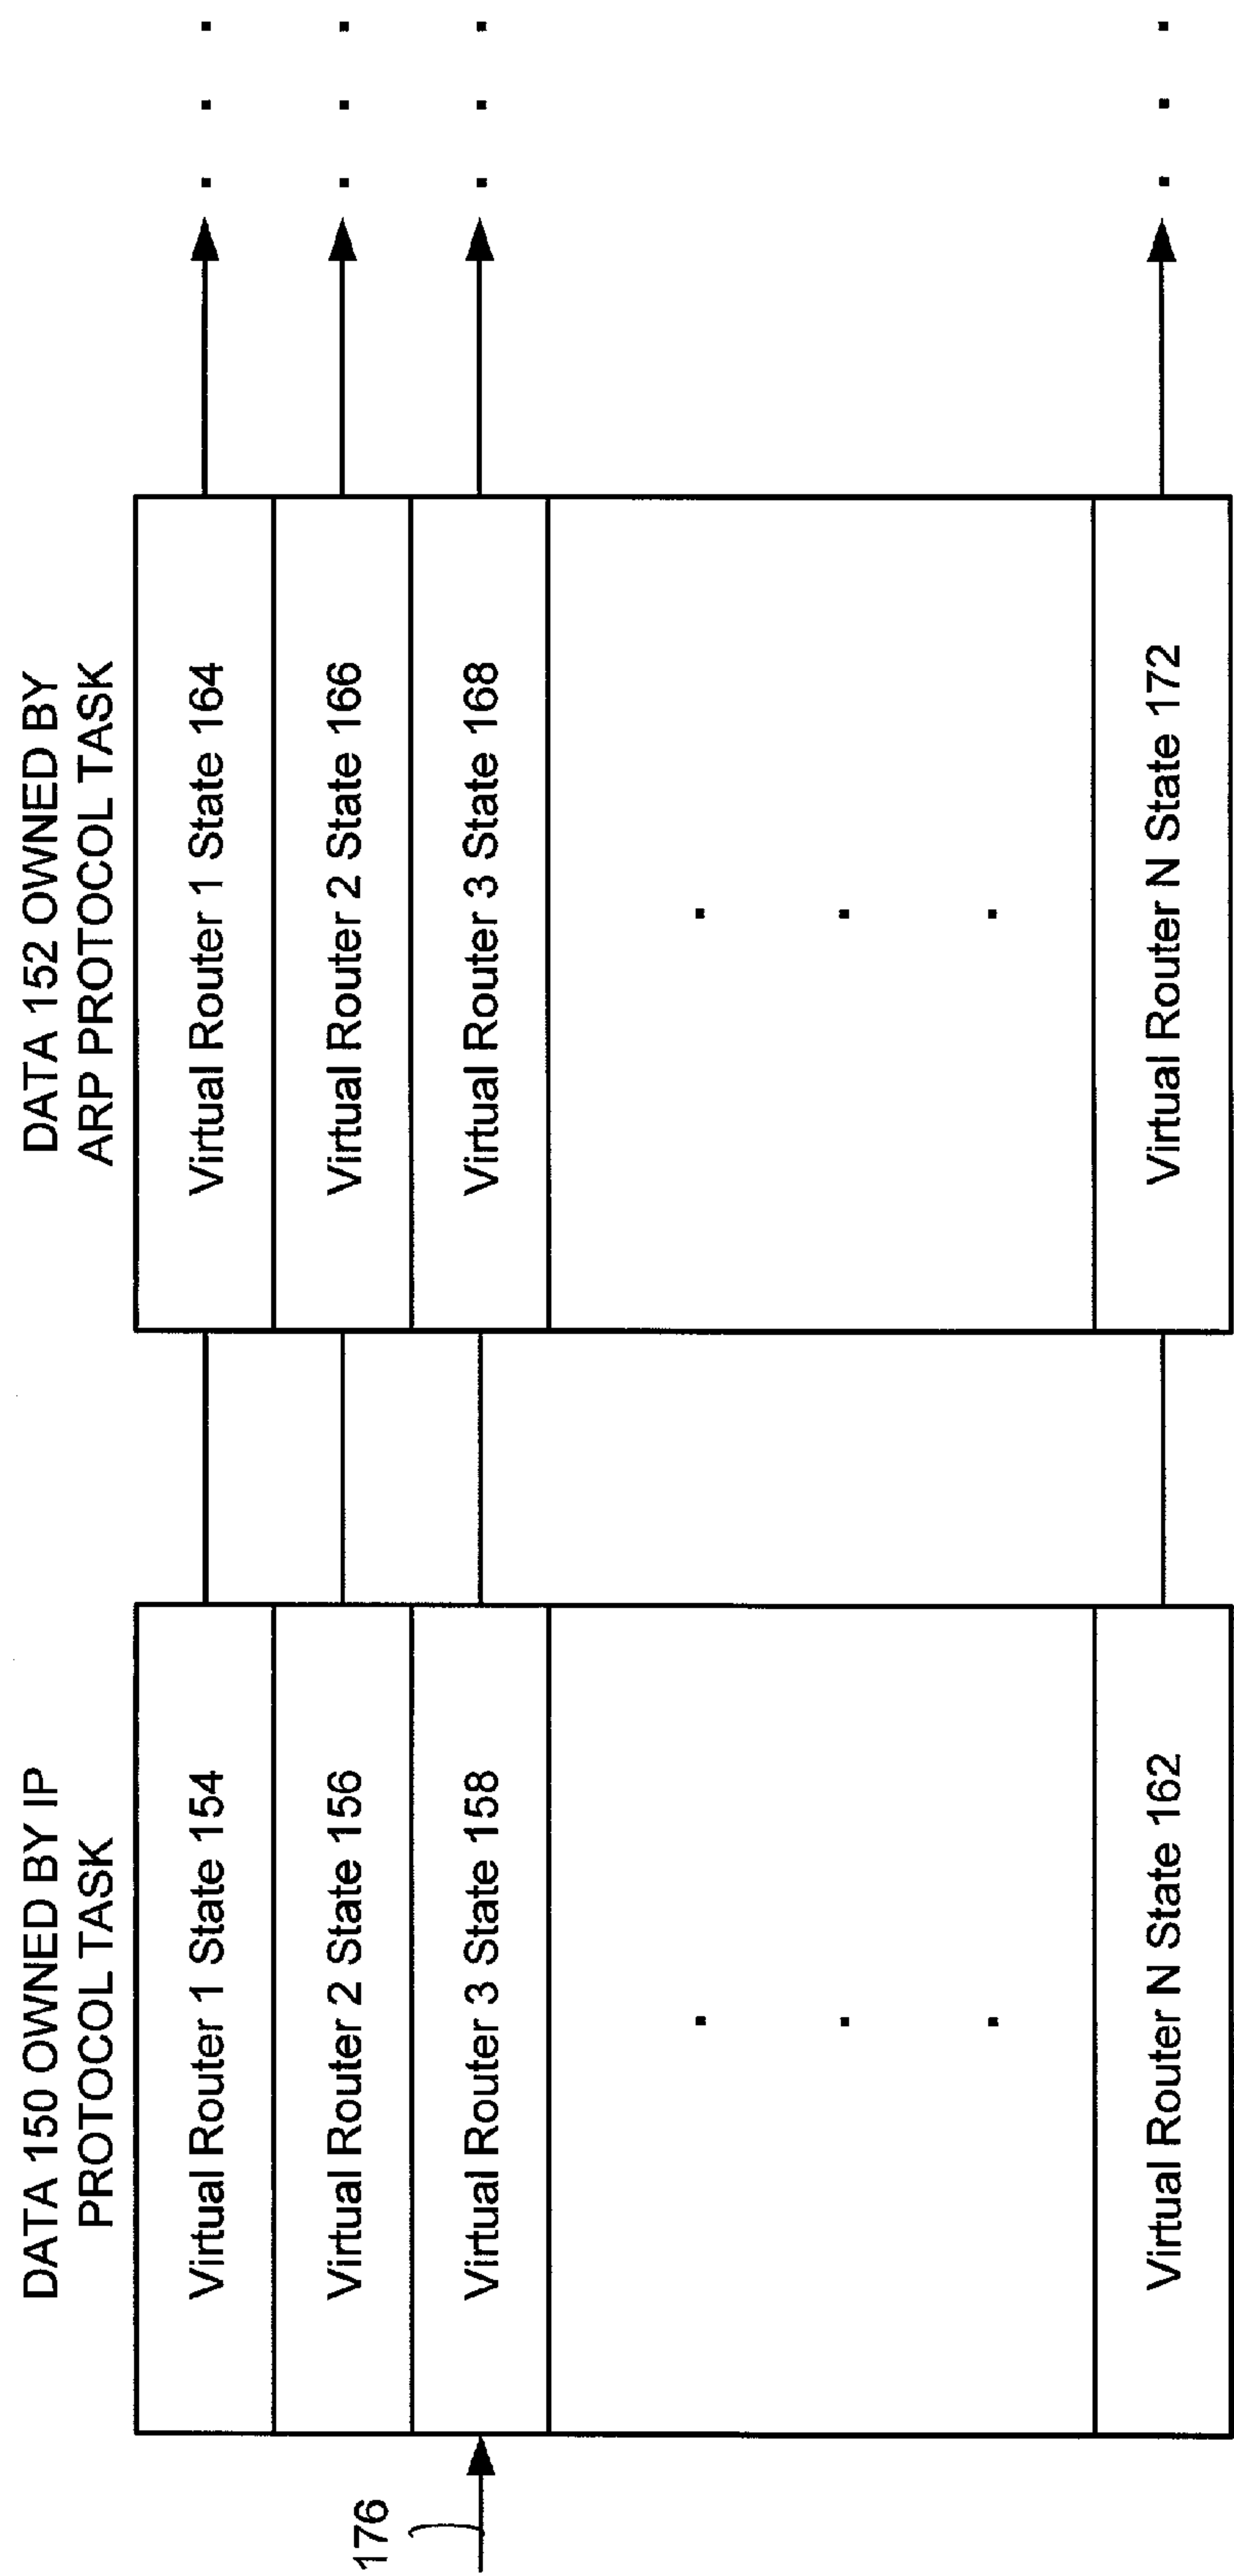 DATA 150 OWNED BY IP
PROTOCOL TASK
Virtual Router 1 State 154
Virtual Router 2 State 156
Virtual Router 3 State 158
Virtual Router N State 162
176
DATA 152 OWNED BY
ARP PROTOCOL TASK
Virtual Router 1 State 164
Virtual Router 2 State 166
Virtual Router 3 State 168
Virtual Router N State 172